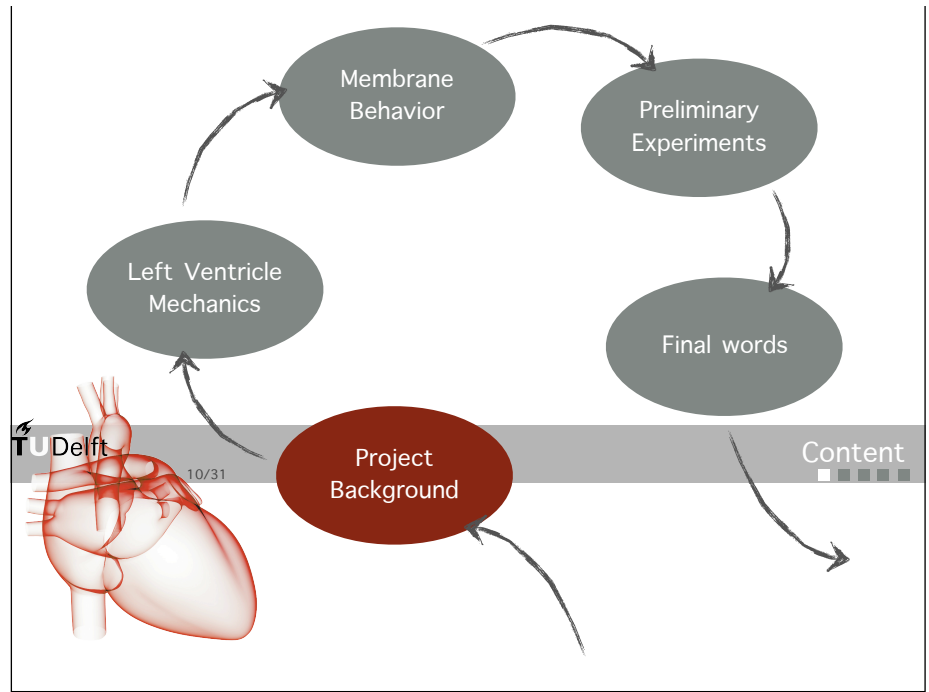 Membrane
Behavior
Preliminary
Experiments
Left Ventricle
Mechanics
Final words
Project
Background
TUDelft
10/31
Content